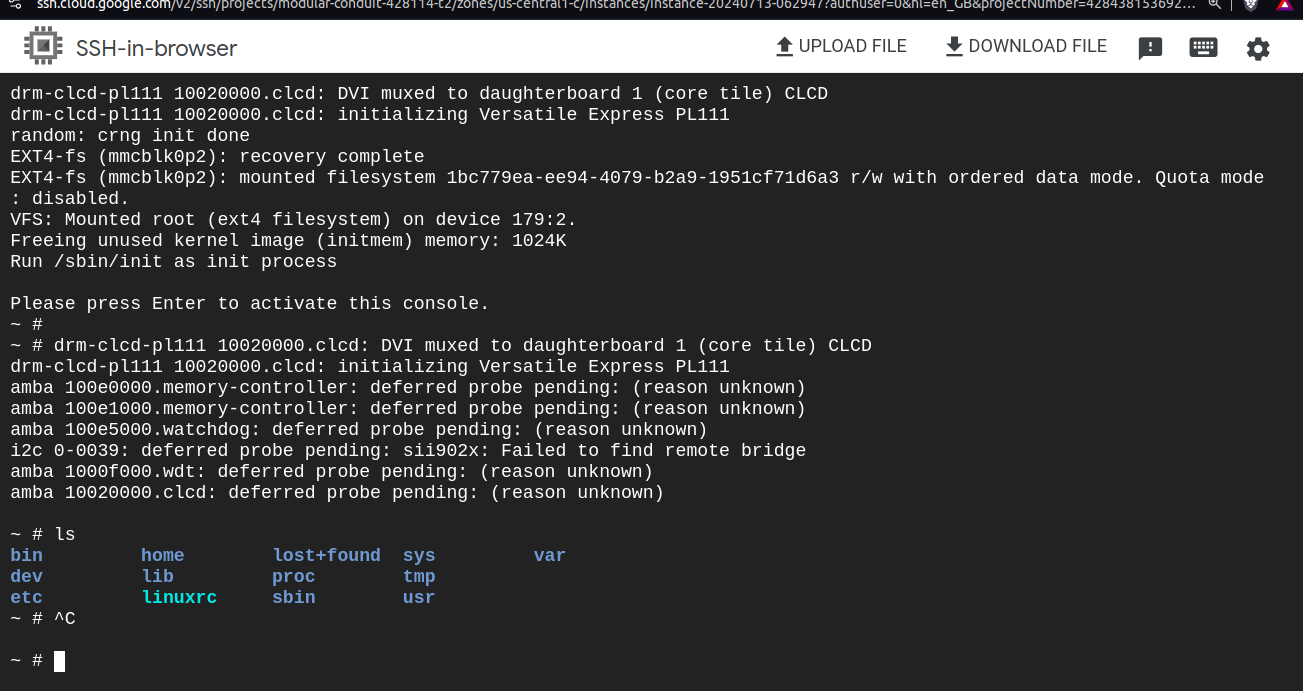 ssh.cloud.google.com/v2/ssh/projects/modular-conduit-428114-t2/zones/us-central1-c/instances/instance-20240713-062947?authuser=0&hl=en_GB&projectNumber=428438153692...
SSH-in-browser
UPLOAD FILE
DOWNLOAD FILE
drm-clcd-pl111 10020000.clcd: DVI muxed to daughterboard 1 (core tile) CLCD
drm-clcd-pl111 10020000.clcd: initializing Versatile Express PL111
random: crng init done
EXT4-fs (mmcblk0p2): recovery complete
EXT4-fs (mmcblk0p2): mounted filesystem 1bc779ea-ee94-4079-b2a9-1951cf71d6a3 r/w with ordered data mode. Quota mode
: disabled.
VFS: Mounted root (ext4 filesystem) on device 179:2.
Freeing unused kernel image (initmem) memory: 1024K
Run /sbin/init as init process
Please press Enter to activate this console.
~ #
~ # drm-clcd-pl111 10020000.clcd: DVI muxed to daughterboard 1 (core tile) CLCD
drm-clcd-pl111 10020000.clcd: initializing Versatile Express PL111
amba 100e0000.memory-controller: deferred probe pending: (reason unknown)
amba 100e1000.memory-controller: deferred probe pending: (reason unknown)
amba 100e5000.watchdog: deferred probe pending: (reason unknown)
i2c 0-0039: deferred probe pending: sii902x: Failed to find remote bridge
amba 1000f000.wdt: deferred probe pending: (reason unknown)
amba 10020000.clcd: deferred probe pending: (reason unknown)
~ # ls
bin home lost+found sys var
dev lib proc tmp
etc linuxrc sbin usr
~ # ^C
~ #